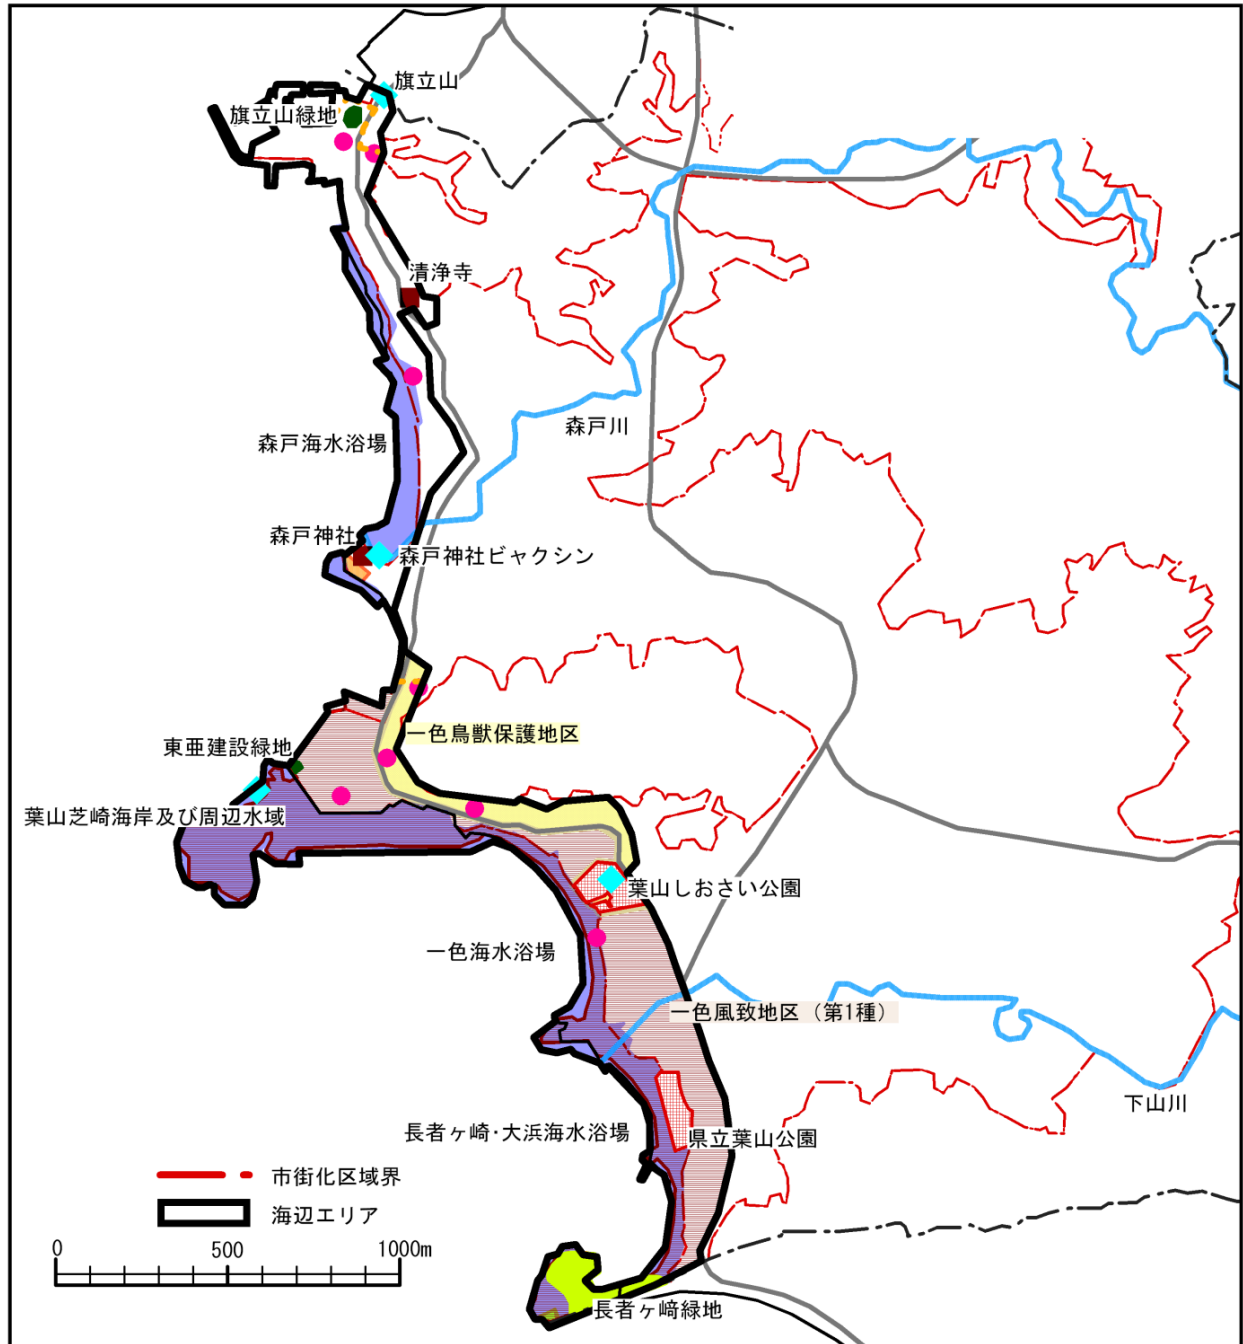 旗立山
旗立山緑地
清浄寺
森戸川
森戸海水浴場
森戸神社
森戸神社ビャクシン
一色鳥獣保護地区
東亜建設緑地
葉山芝崎海岸及び周辺水域
葉山しおさい公園
一色海水浴場
一色風致地区（第1種）
下山川
長者ヶ崎･大浜海水浴場
県立葉山公園
市街化区域界
海辺エリア
0 500 1000m
長者ヶ﨑緑地